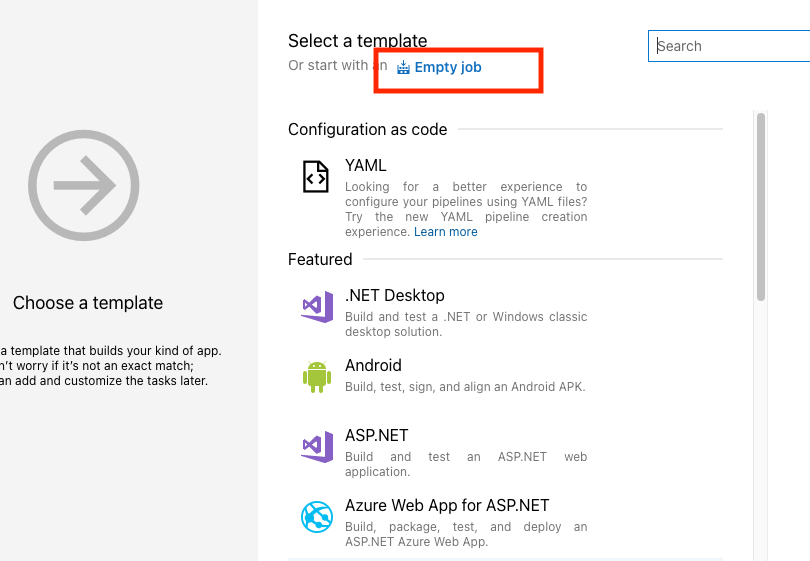 Select a template
Or start with an Empty job
Search
Configuration as code
YAML
Looking for a better experience to
configure your pipelines using YAML files?
Try the new YAML pipeline creation
experience. Learn more
Featured
.NET Desktop
Build and test a .NET or Windows classic
desktop solution.
Android
Build, test, sign, and align an Android APK.
ASP.NET
Build and test an ASP.NET web
application.
Azure Web App for ASP.NET
Build, package, test, and deploy an
ASP.NET Azure Web App.
Choose a template
a template that builds your kind of app.
n't worry if it's not an exact match;
an add and customize the tasks later.